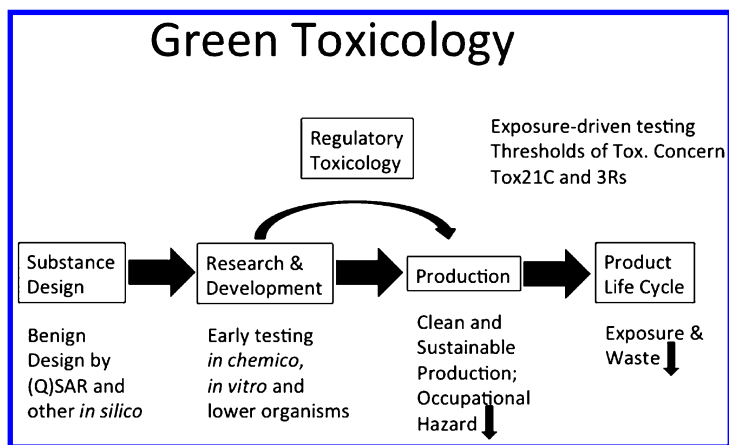 Green Toxicology
Regulatory
Toxicology
Exposure-driven testing
Thresholds of Tox. Concern
Tox21C and 3Rs
Substance
Design
Research &
Development
Production
Product
Life Cycle
Benign
Design by
(Q)SAR and
other in silico
Early testing
in chemico,
in vitro and
lower organisms
Clean and
Sustainable
Production;
Occupational
Hazard
Exposure &
Waste